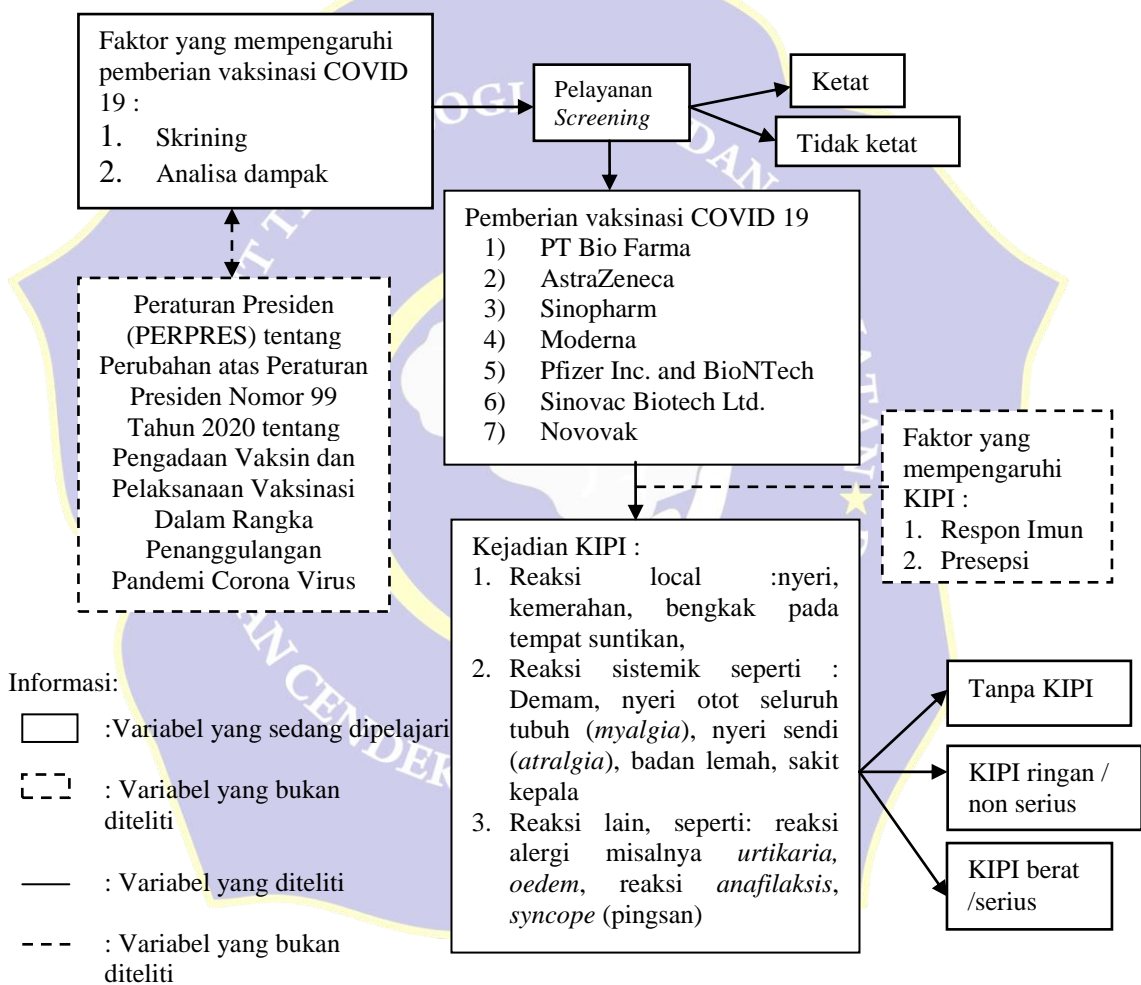 Faktor yang mempengaruhi
pemberian vaksinasi COVID
19 :
1. Skrining
2. Analisa dampak
Pelayanan
Screening
Ketat
Tidak ketat
Peraturan Presiden
(PERPRES) tentang
Perubahan atas Peraturan
Presiden Nomor 99
Tahun 2020 tentang
Pengadaan Vaksin dan
Pelaksanaan Vaksinasi
Dalam Rangka
Penanggulangan
Pandemi Corona Virus
Pemberian vaksinasi COVID 19
1) PT Bio Farma
2) AstraZeneca
3) Sinopharm
4) Moderna
5) Pfizer Inc. and BioNTech
6) Sinovac Biotech Ltd.
7) Novovak
Faktor yang
mempengaruhi
KIPI :
1. Respon Imun
2. Presepsi
Kejadian KIPI :
1. Reaksi local :nyeri,
kemerahan, bengkak pada
tempat suntikan,
2. Reaksi sistemik seperti :
Demam, nyeri otot seluruh
tubuh (myalgia), nyeri sendi
(atralgia), badan lemah, sakit
kepala
3. Reaksi lain, seperti: reaksi
alergi misalnya urtikaria,
oedem, reaksi anafilaksis,
syncope (pingsan)
Tanpa KIPI
KIPI ringan /
non serius
KIPI berat
/serius
Informasi:
:Variabel yang sedang dipelajari
: Variabel yang bukan
diteliti
: Variabel yang diteliti
: Variabel yang bukan
diteliti